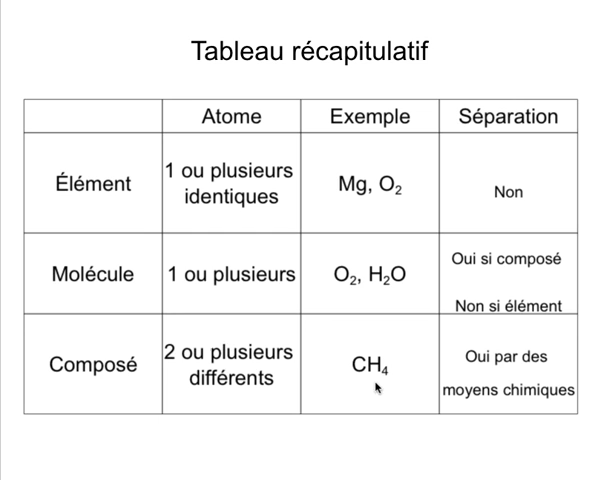 Tableau récapitulatif
Atome Exemple Séparation
Élément 1 ou plusieurs identiques Mg, O₂ Non
Molécule 1 ou plusieurs O₂, H₂O Oui si composé
Non si élément
Composé 2 ou plusieurs différents CH₄ Oui par des
moyens chimiques